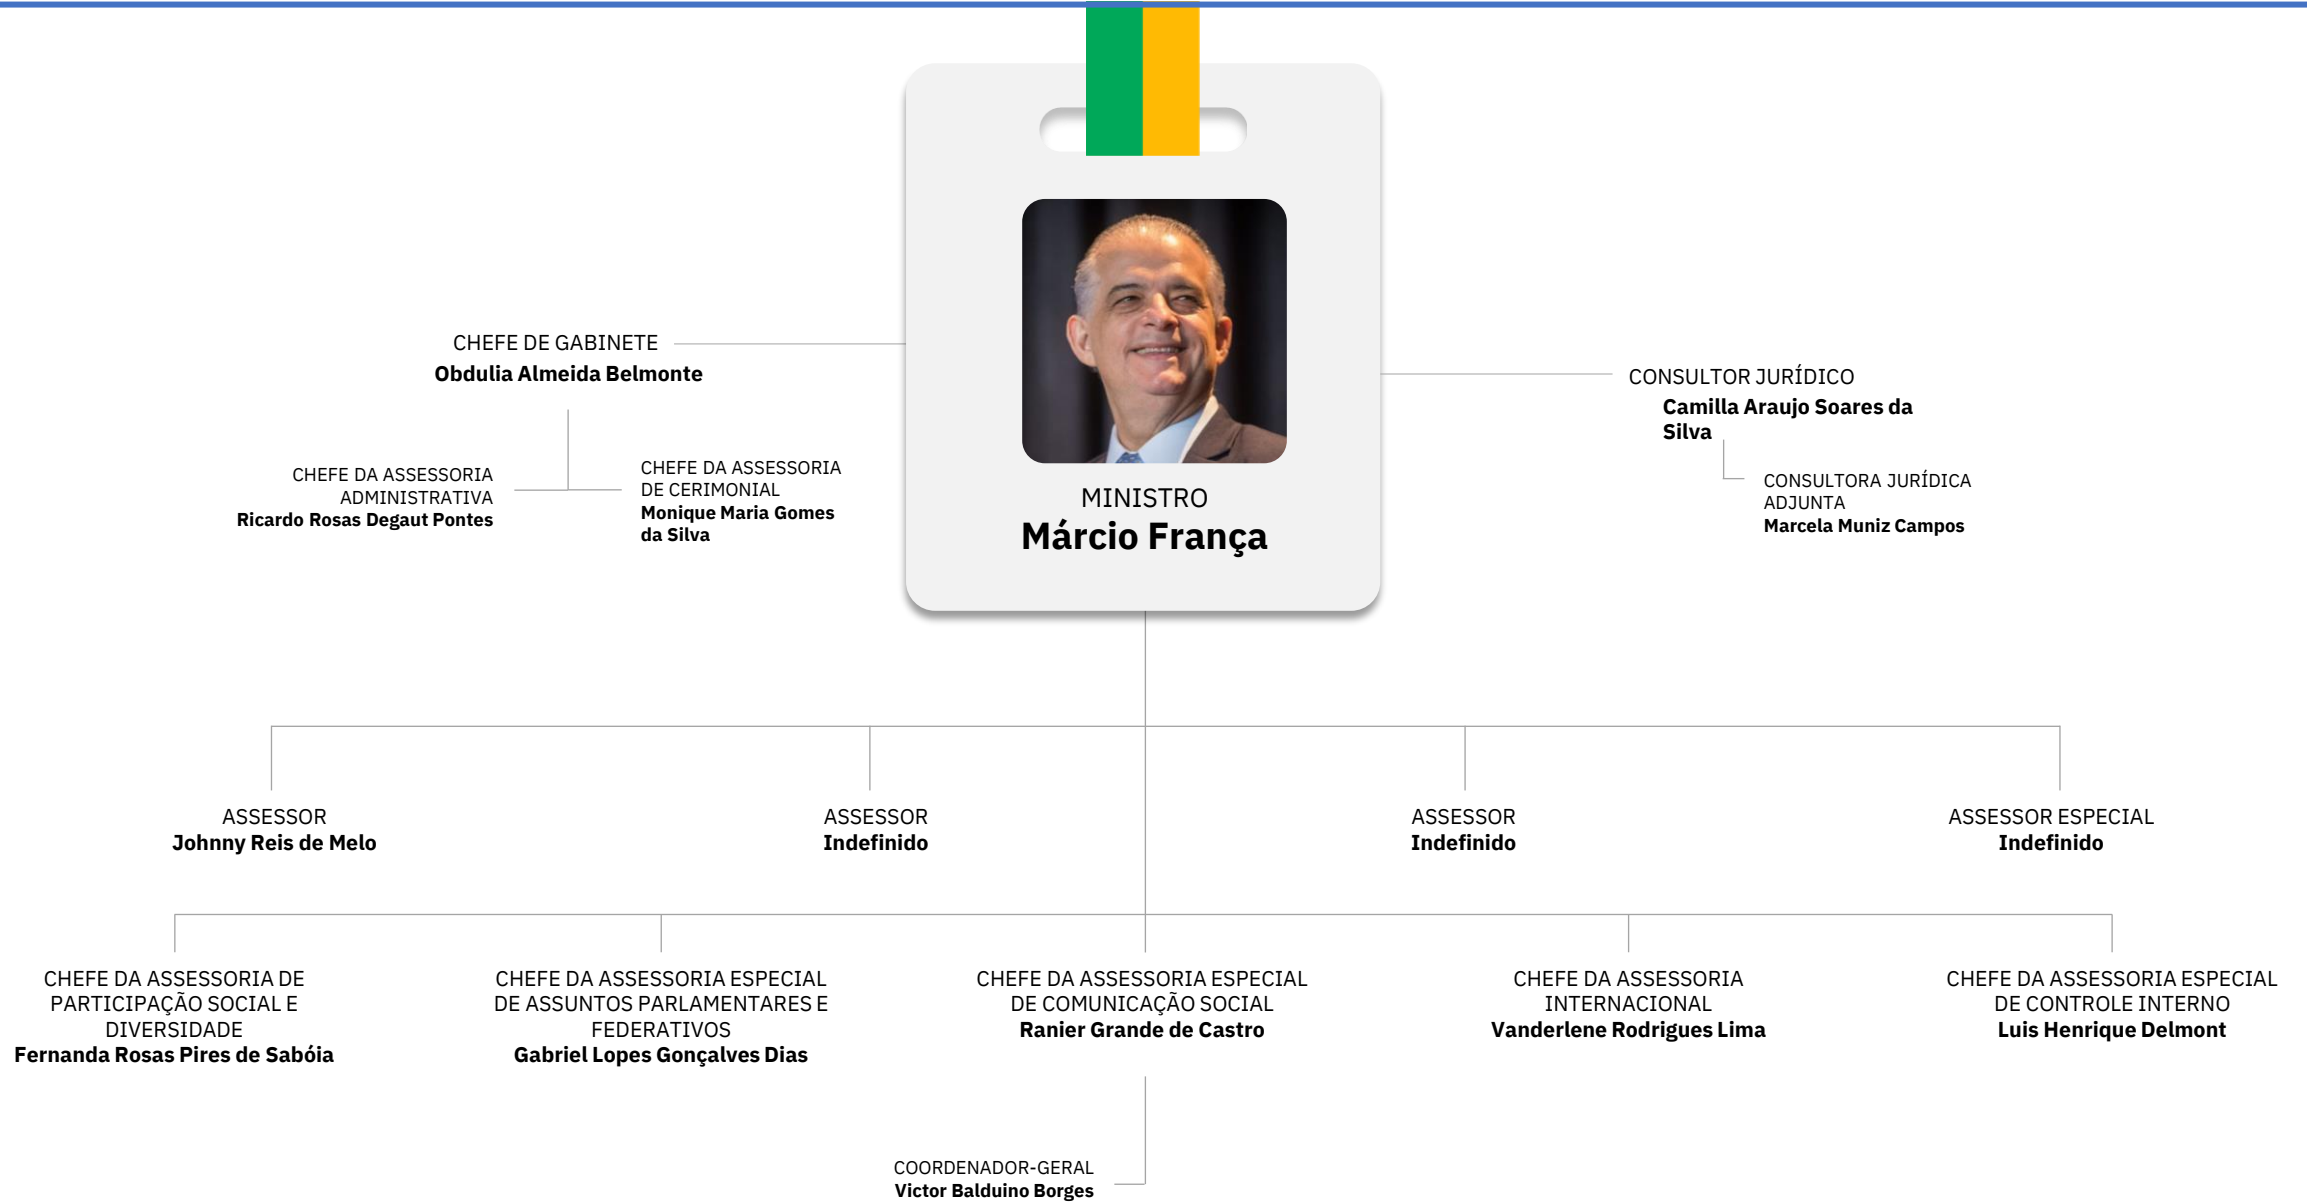 CHEFE DE GABINETE
Obdulia Almeida Belmonte
CHEFE DA ASSESSORIA
ADMINISTRATIVA
Ricardo Rosas Degaut Pontes
CHEFE DA ASSESSORIA
DE CERIMONIAL
Monique Maria Gomes
da Silva
MINISTRO
Márcio França
CONSULTOR JURÍDICO
Camilla Araujo Soares da
Silva
CONSULTORA JURÍDICA
ADJUNTA
Marcela Muniz Campos
ASSESSOR
Johnny Reis de Melo
ASSESSOR
Indefinido
ASSESSOR
Indefinido
ASSESSOR ESPECIAL
Indefinido
CHEFE DA ASSESSORIA DE
PARTICIPAÇÃO SOCIAL E
DIVERSIDADE
Fernanda Rosas Pires de Sabóia
CHEFE DA ASSESSORIA ESPECIAL
DE ASSUNTOS PARLAMENTARES E
FEDERATIVOS
Gabriel Lopes Gonçalves Dias
CHEFE DA ASSESSORIA ESPECIAL
DE COMUNICAÇÃO SOCIAL
Ranier Grande de Castro
CHEFE DA ASSESSORIA
INTERNACIONAL
Vanderlene Rodrigues Lima
CHEFE DA ASSESSORIA ESPECIAL
DE CONTROLE INTERNO
Luis Henrique Delmont
COORDENADOR-GERAL
Victor Balduino Borges